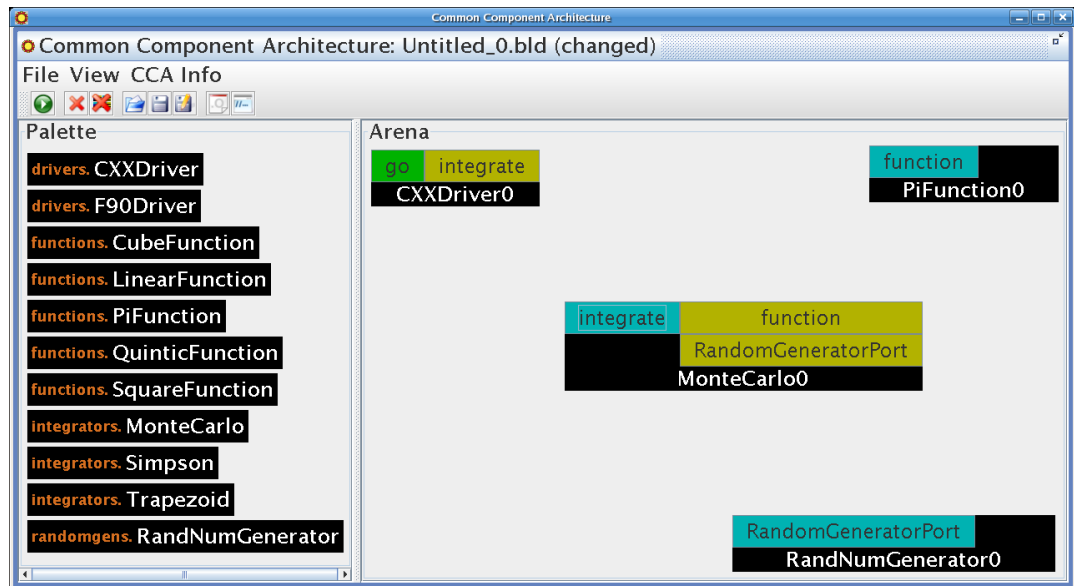 Common Component Architecture
Common Component Architecture: Untitled_0.bld (changed)
File View CCA Info
Palette
drivers. CXXDriver
drivers. F90Driver
functions. CubeFunction
functions. LinearFunction
functions. PiFunction
functions. QuinticFunction
functions. SquareFunction
integrators. MonteCarlo
integrators. Simpson
integrators. Trapezoid
randomgens. RandNumGenerator
Arena
go integrate
CXXDriver0
function
PiFunction0
integrate function
RandomGeneratorPort
MonteCarlo0
RandomGeneratorPort
RandNumGenerator0